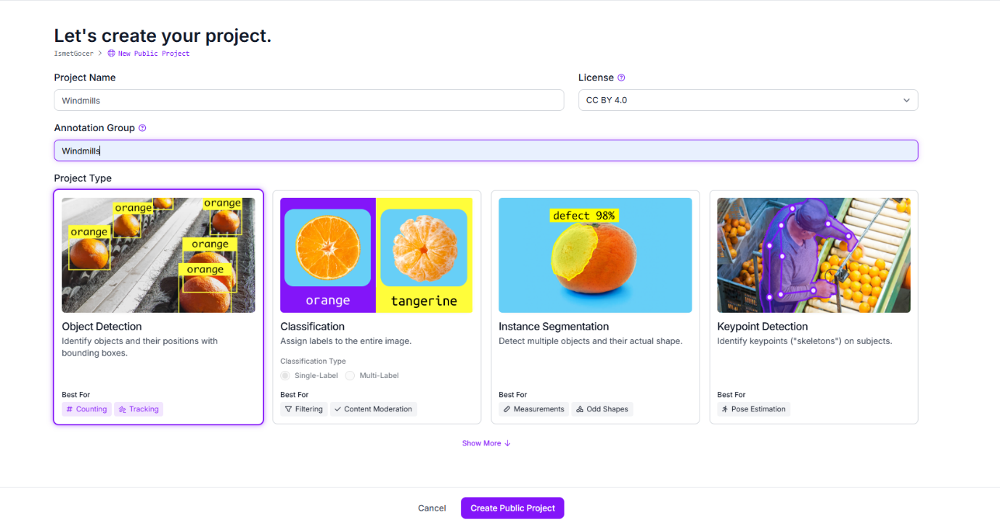 Let's create your project.
IsmetGocer > New Public Project
Project Name
License
Windmills
CC BY 4.0
Annotation Group
Windmills
Project Type
orange
orange
orange
orange
orange
Object Detection
Identify objects and their positions with
bounding boxes.
Best For
# Counting
Tracking
orange
tangerine
Classification
Assign labels to the entire image.
Classification Type
Single-Label
Multi-Label
Best For
Filtering
Content Moderation
defect 98%
Instance Segmentation
Detect multiple objects and their actual shape.
Best For
Measurements
Odd Shapes
Keypoint Detection
Identify keypoints ("skeletons") on subjects.
Best For
Pose Estimation
Show More ↓
Cancel
Create Public Project